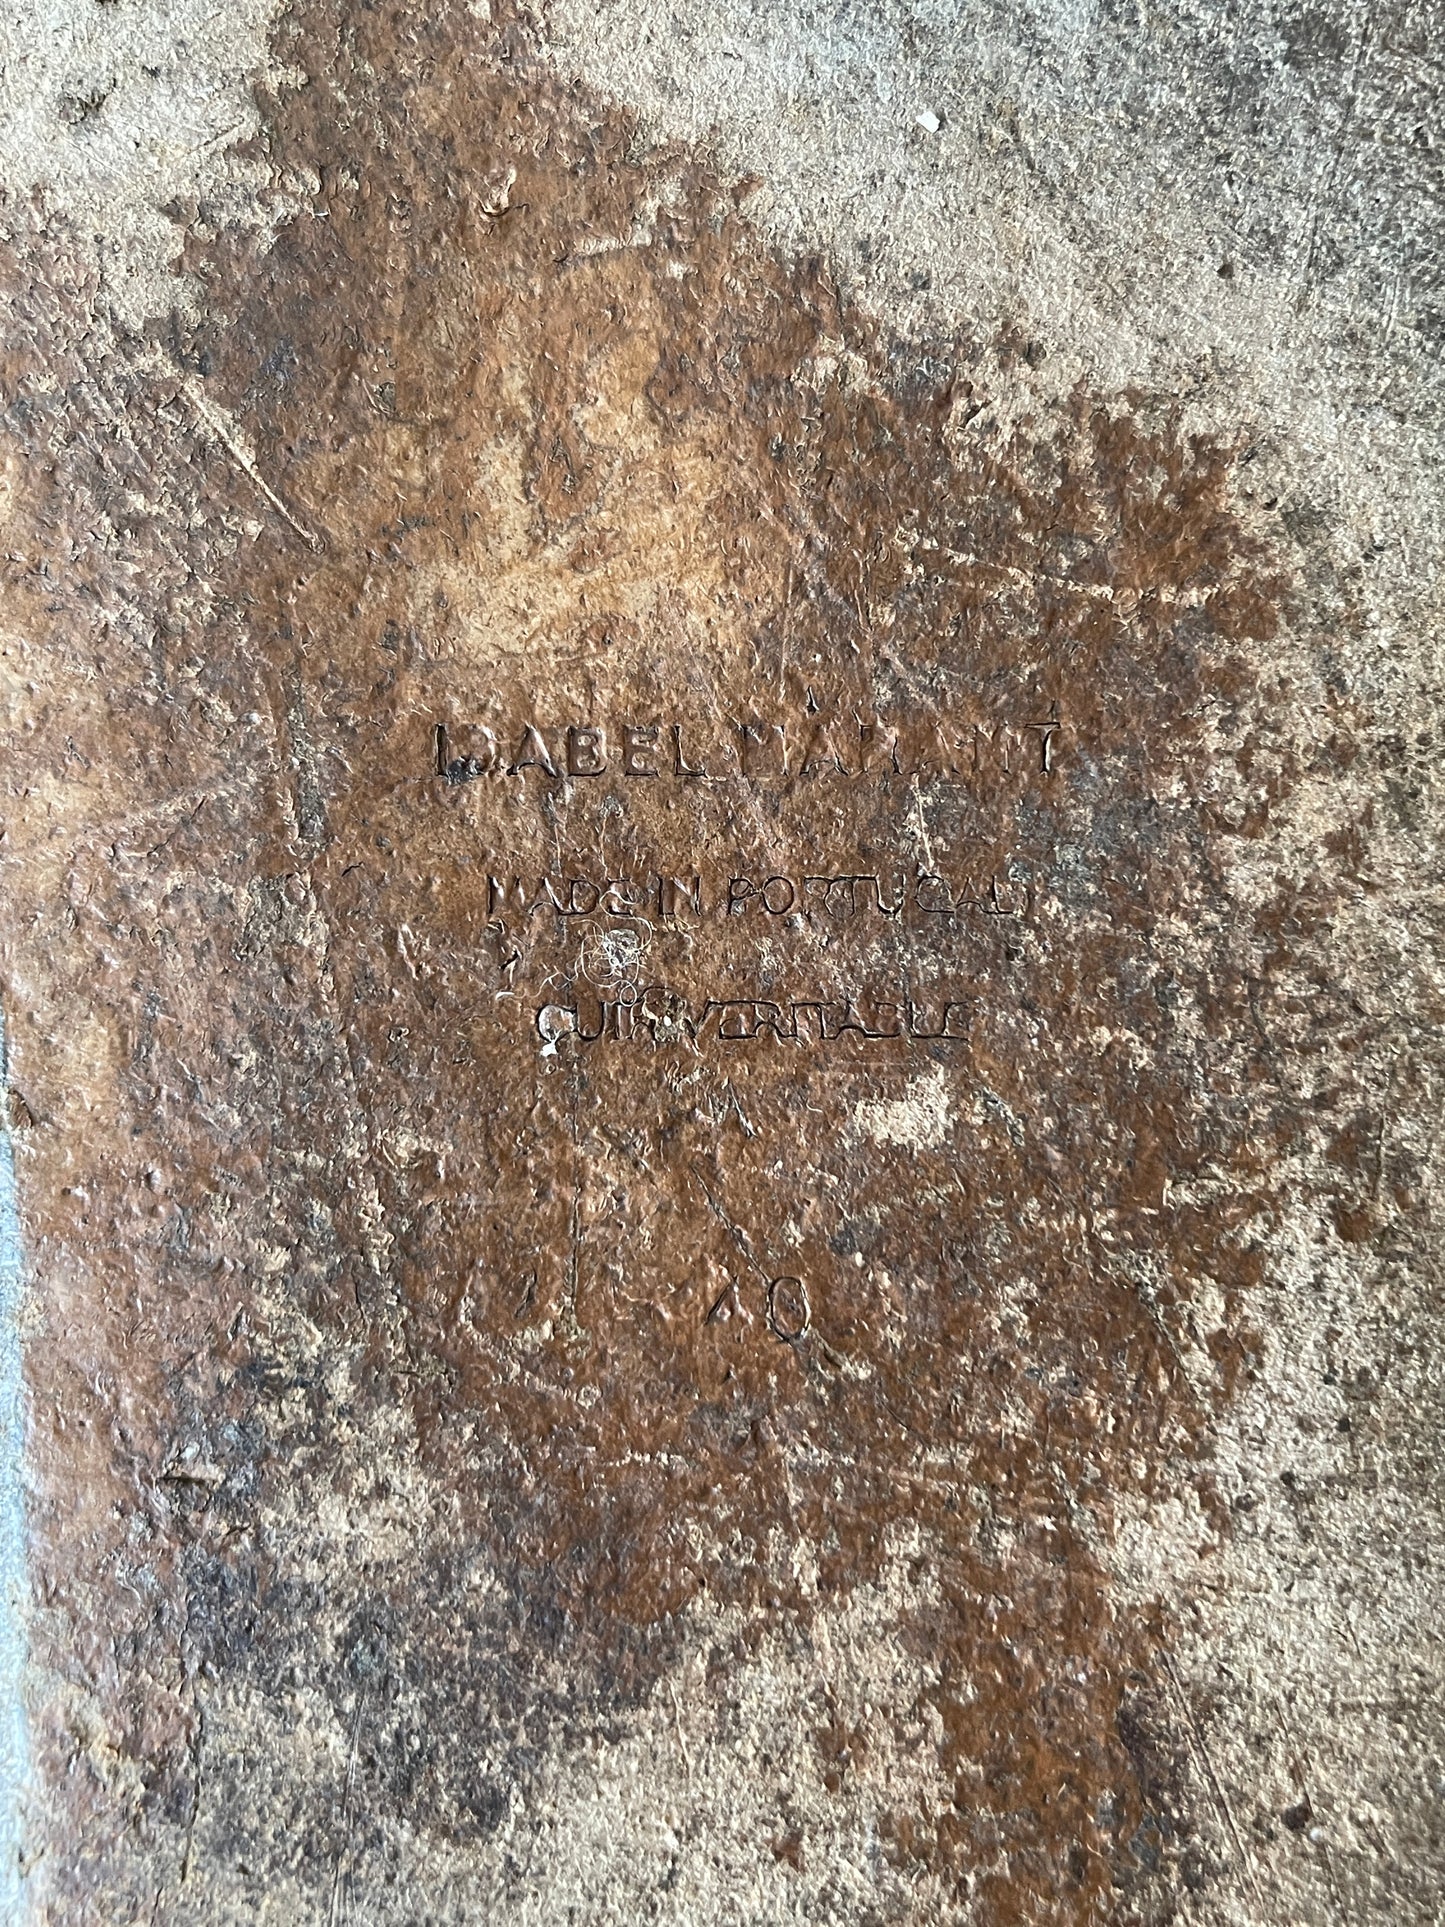 ISABEL MARANT
MADE IN PORTUGAL
CUIR VERITABLE
40